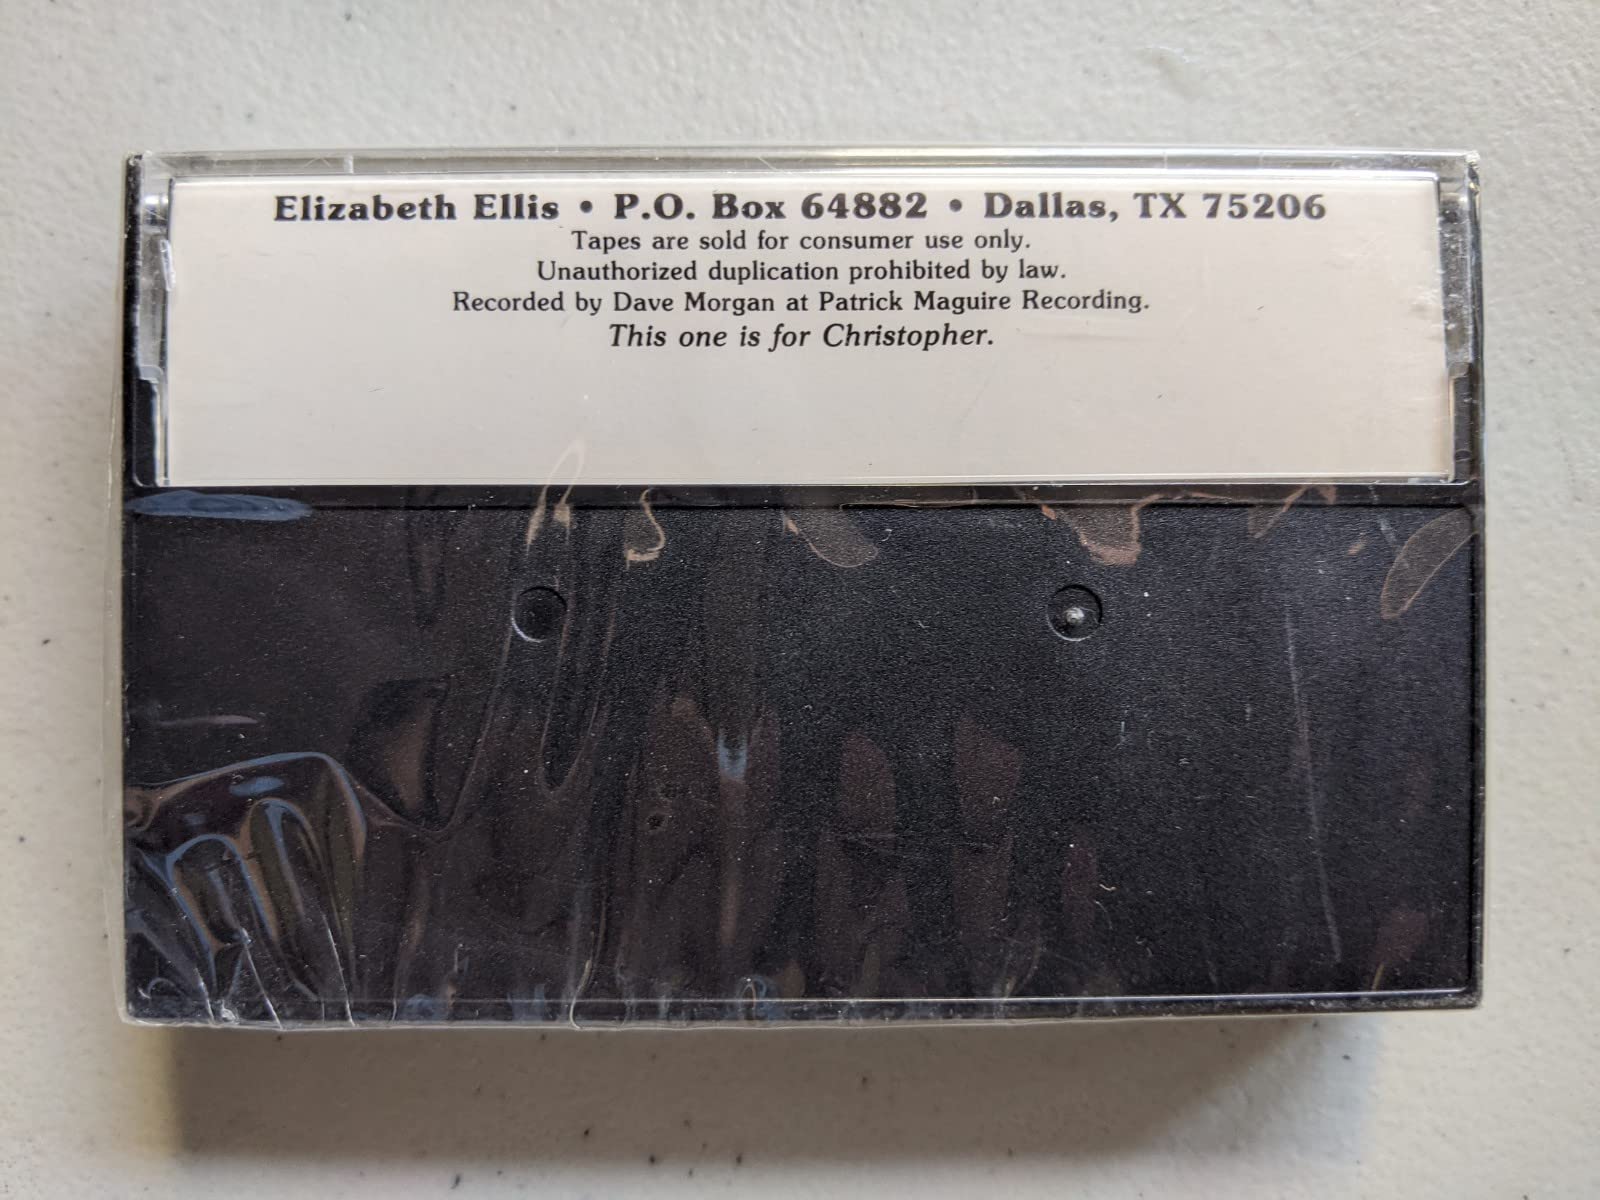 Elizabeth Ellis • P.O. Box 64882 • Dallas, TX 75206
Tapes are sold for consumer use only.
Unauthorized duplication prohibited by law.
Recorded by Dave Morgan at Patrick Maguire Recording.
This one is for Christopher.